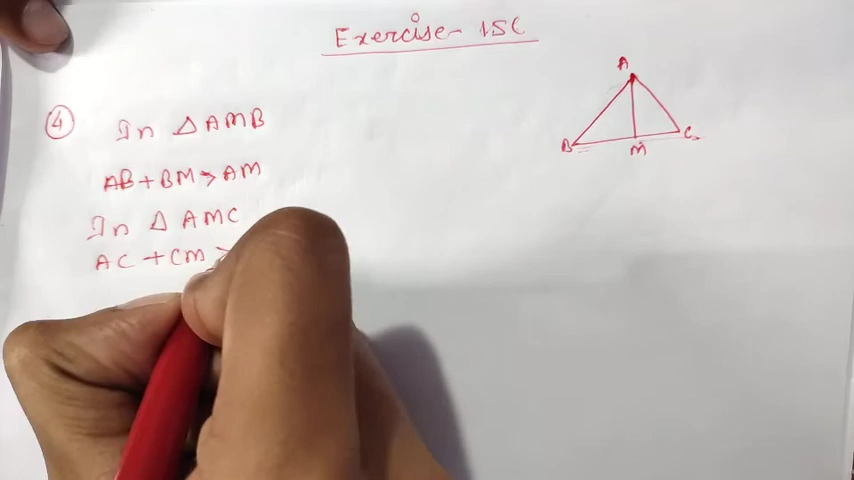 Exercise- 15C
4 In △ AMB
AB + BM > AM
In △ AMC
AC + CM >
A
B M C